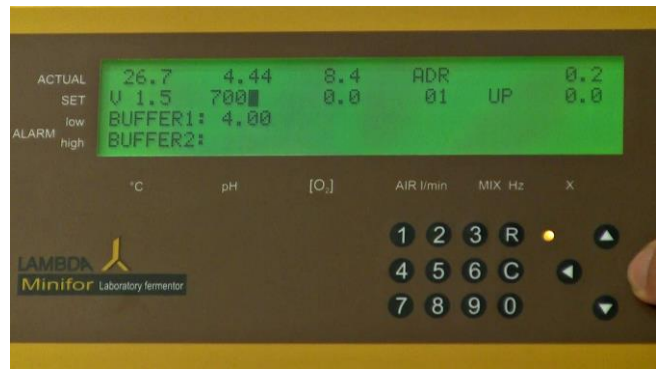 ACTUAL 26.7 4.44 8.4 ADR 0.2
SET V 1.5 700 0.0 01 UP 0.0
ALARM low BUFFER1: 4.00
high BUFFER2:
°C pH [O₂] AIR l/min MIX Hz X
1 2 3 R
4 5 6 C
7 8 9 0
LAMBDA
Minifor Laboratory fermentor